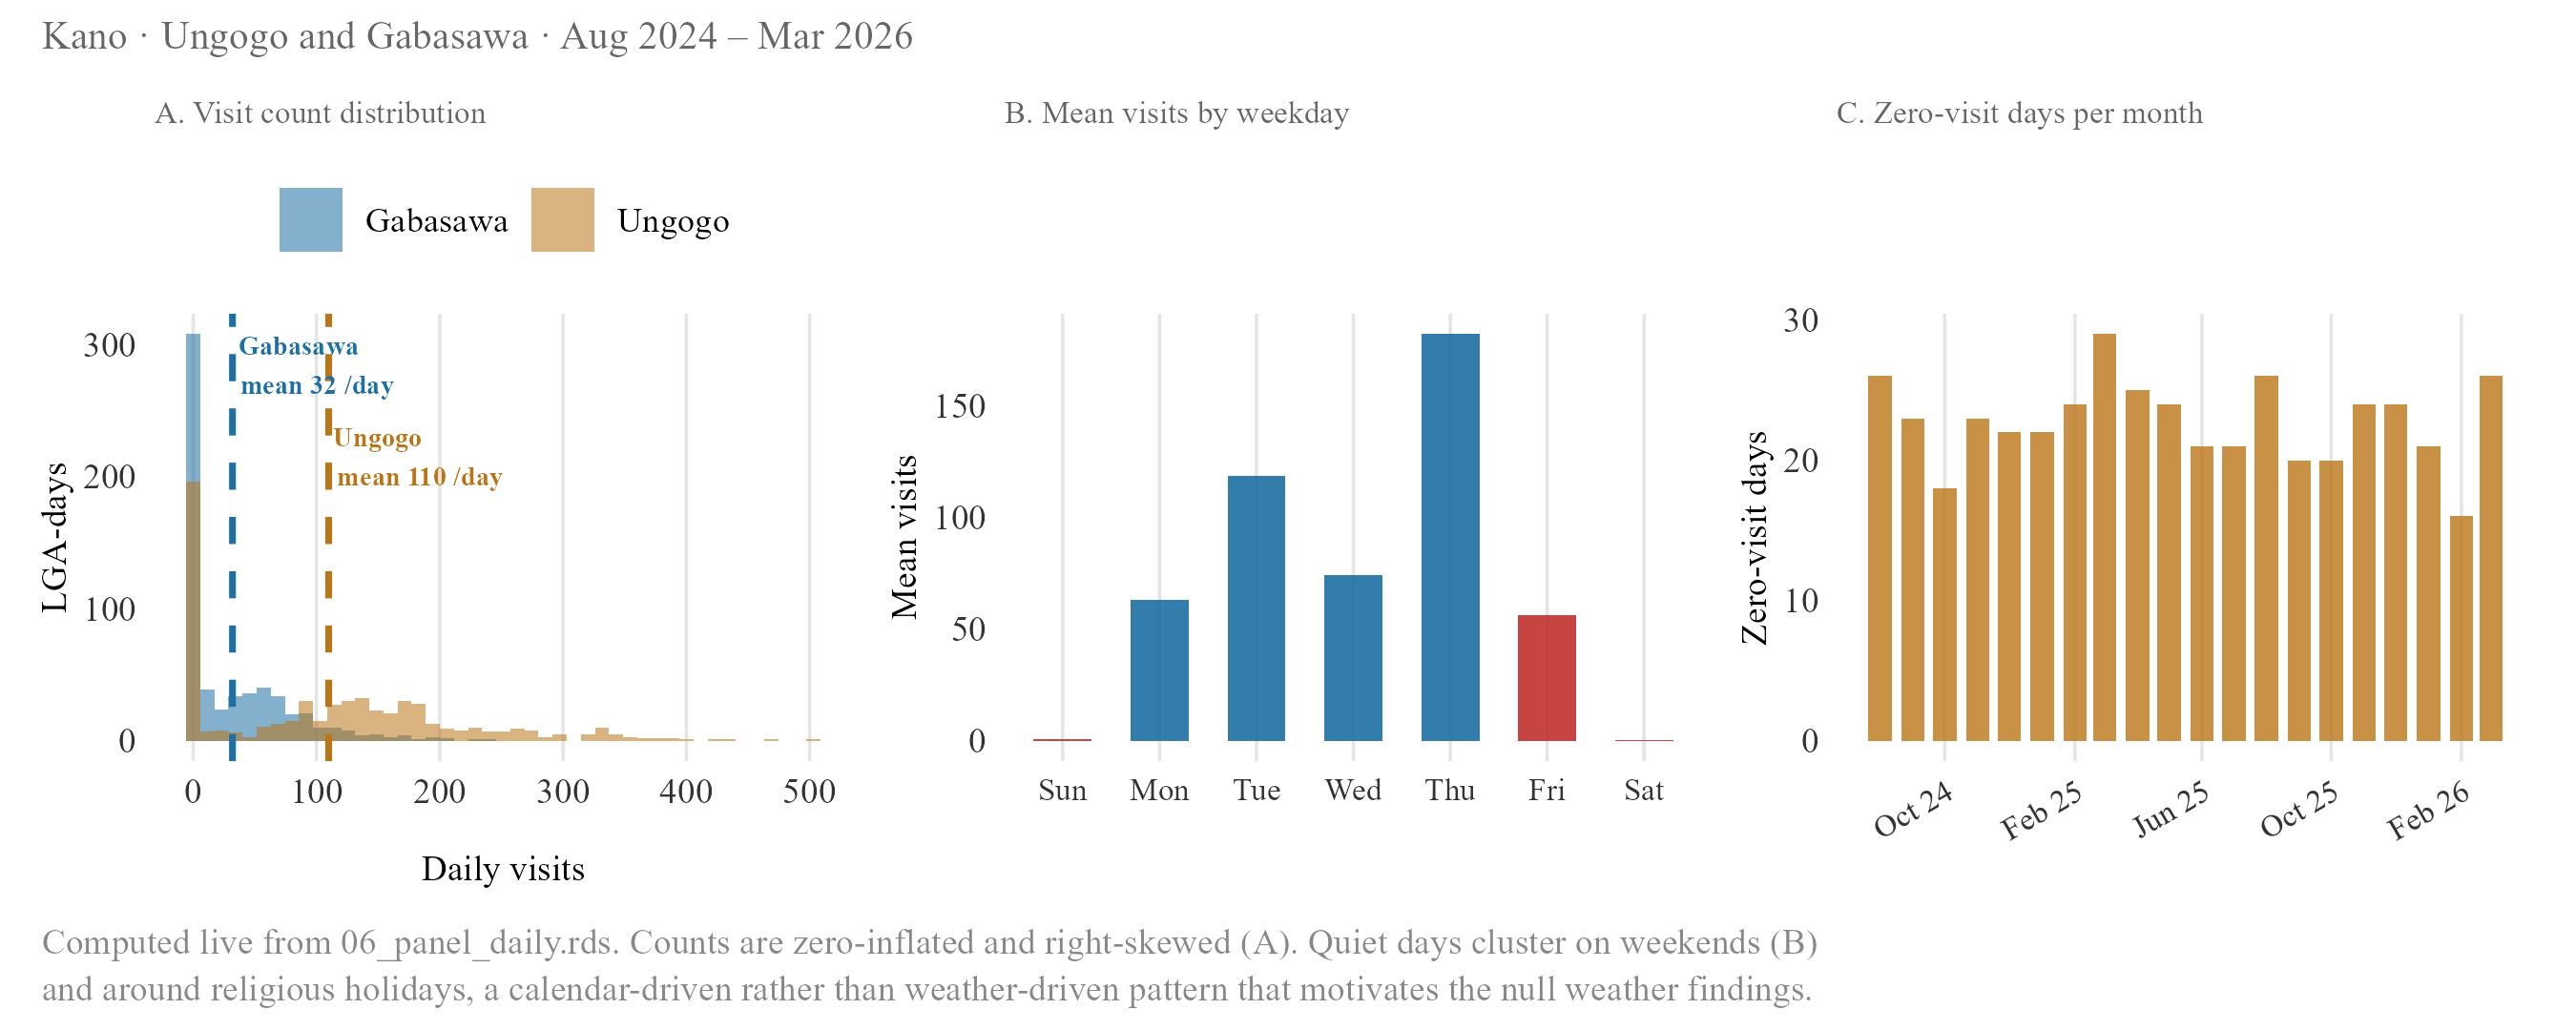 Kano · Ungogo and Gabasawa · Aug 2024 – Mar 2026
A. Visit count distribution
Gabasawa
Ungogo
300
200
100
0
LGA-days
Gabasawa
mean 32 /day
Ungogo
mean 110 /day
0 100 200 300 400 500
Daily visits
B. Mean visits by weekday
150
100
50
0
Mean visits
Sun Mon Tue Wed Thu Fri Sat
C. Zero-visit days per month
30
20
10
0
Zero-visit days
Oct 24 Feb 25 Jun 25 Oct 25 Feb 26
Computed live from 06_panel_daily.rds. Counts are zero-inflated and right-skewed (A). Quiet days cluster on weekends (B)
and around religious holidays, a calendar-driven rather than weather-driven pattern that motivates the null weather findings.